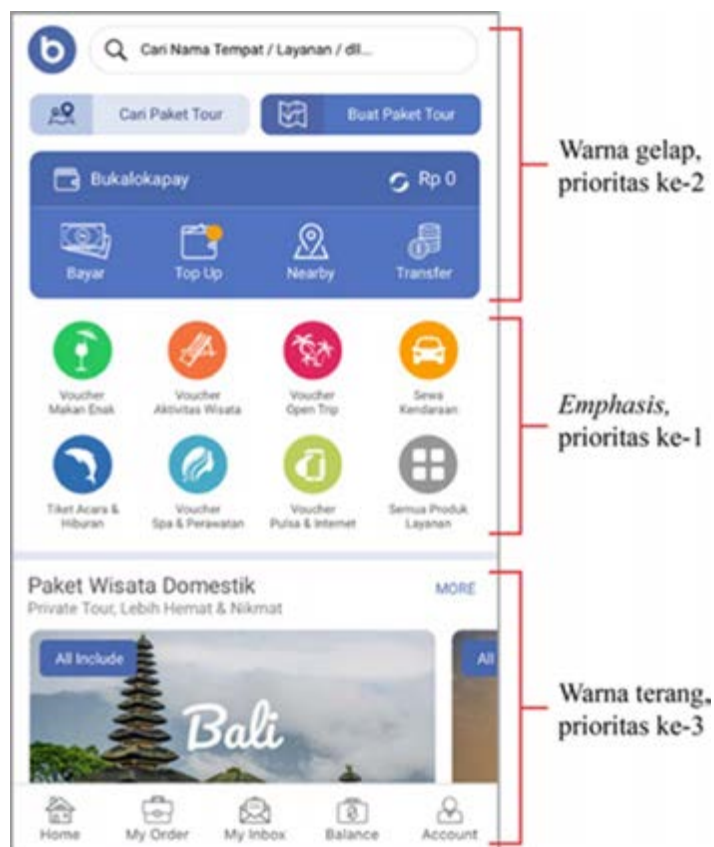 b
Cari Nama Tempat / Layanan / dll...
Cari Paket Tour
Buat Paket Tour
Bukalokapay
Rp 0
Bayar
Top Up
Nearby
Transfer
Warna gelap,
prioritas ke-2
Voucher
Makan Enak
Voucher
Aktivitas Wisata
Voucher
Open Trip
Sewa
Kendaraan
Tiket Acara &
Hiburan
Voucher
Spa & Perawatan
Voucher
Pulsa & Internet
Semua Produk
Layanan
Emphasis,
prioritas ke-1
Paket Wisata Domestik
MORE
Private Tour, Lebih Hemat & Nikmat
All Include
All
Bali
Warna terang,
prioritas ke-3
Home
My Order
My Inbox
Balance
Account